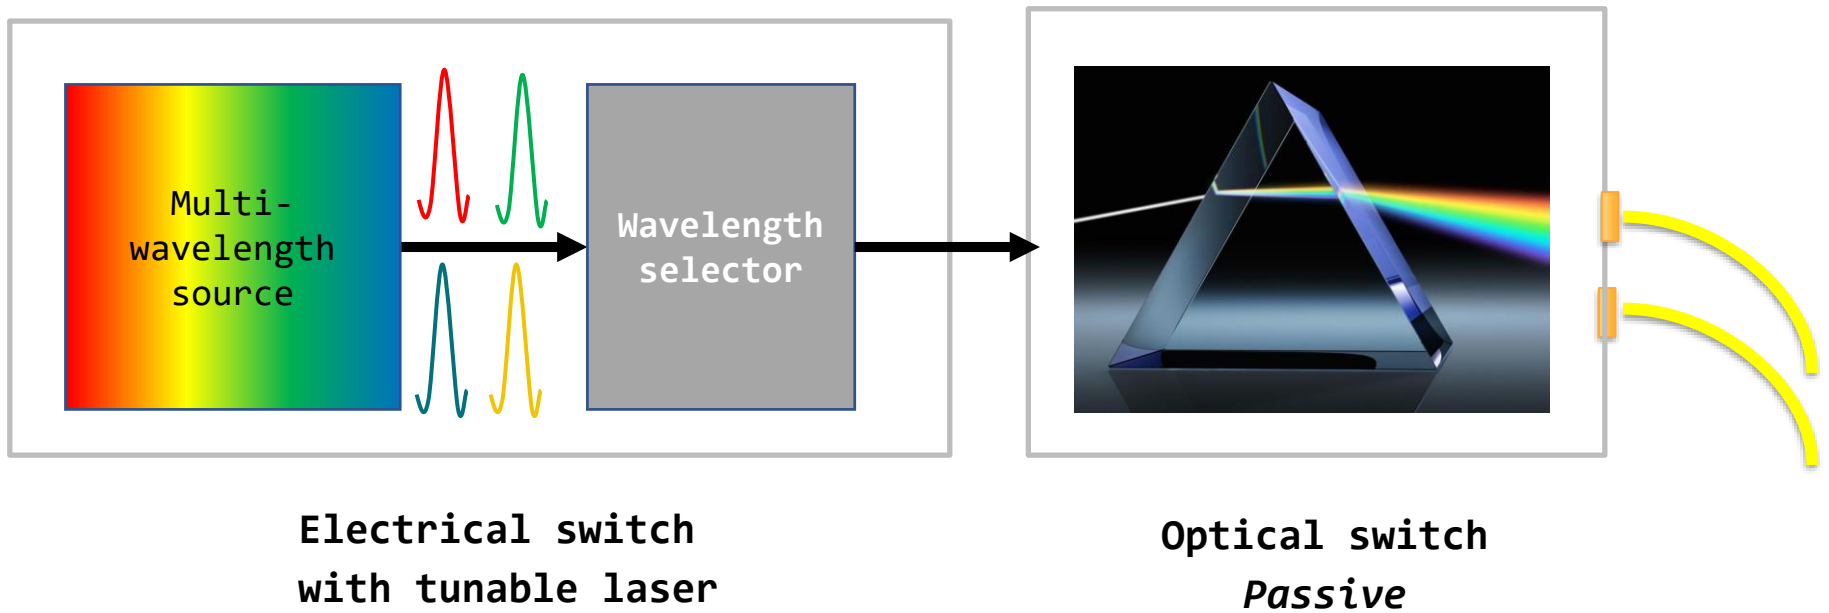 Multi-
wavelength
source
Wavelength
selector
Electrical switch
with tunable laser
Optical switch
Passive